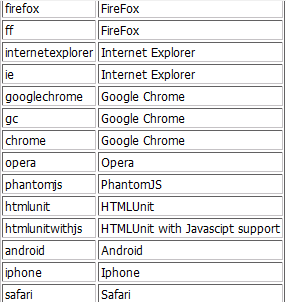 firefox FireFox
ff FireFox
internetexplorer Internet Explorer
ie Internet Explorer
googlechrome Google Chrome
gc Google Chrome
chrome Google Chrome
opera Opera
phantomjs PhantomJS
htmlunit HTMLUnit
htmlunitwithjs HTMLUnit with Javascipt support
android Android
iphone Iphone
safari Safari